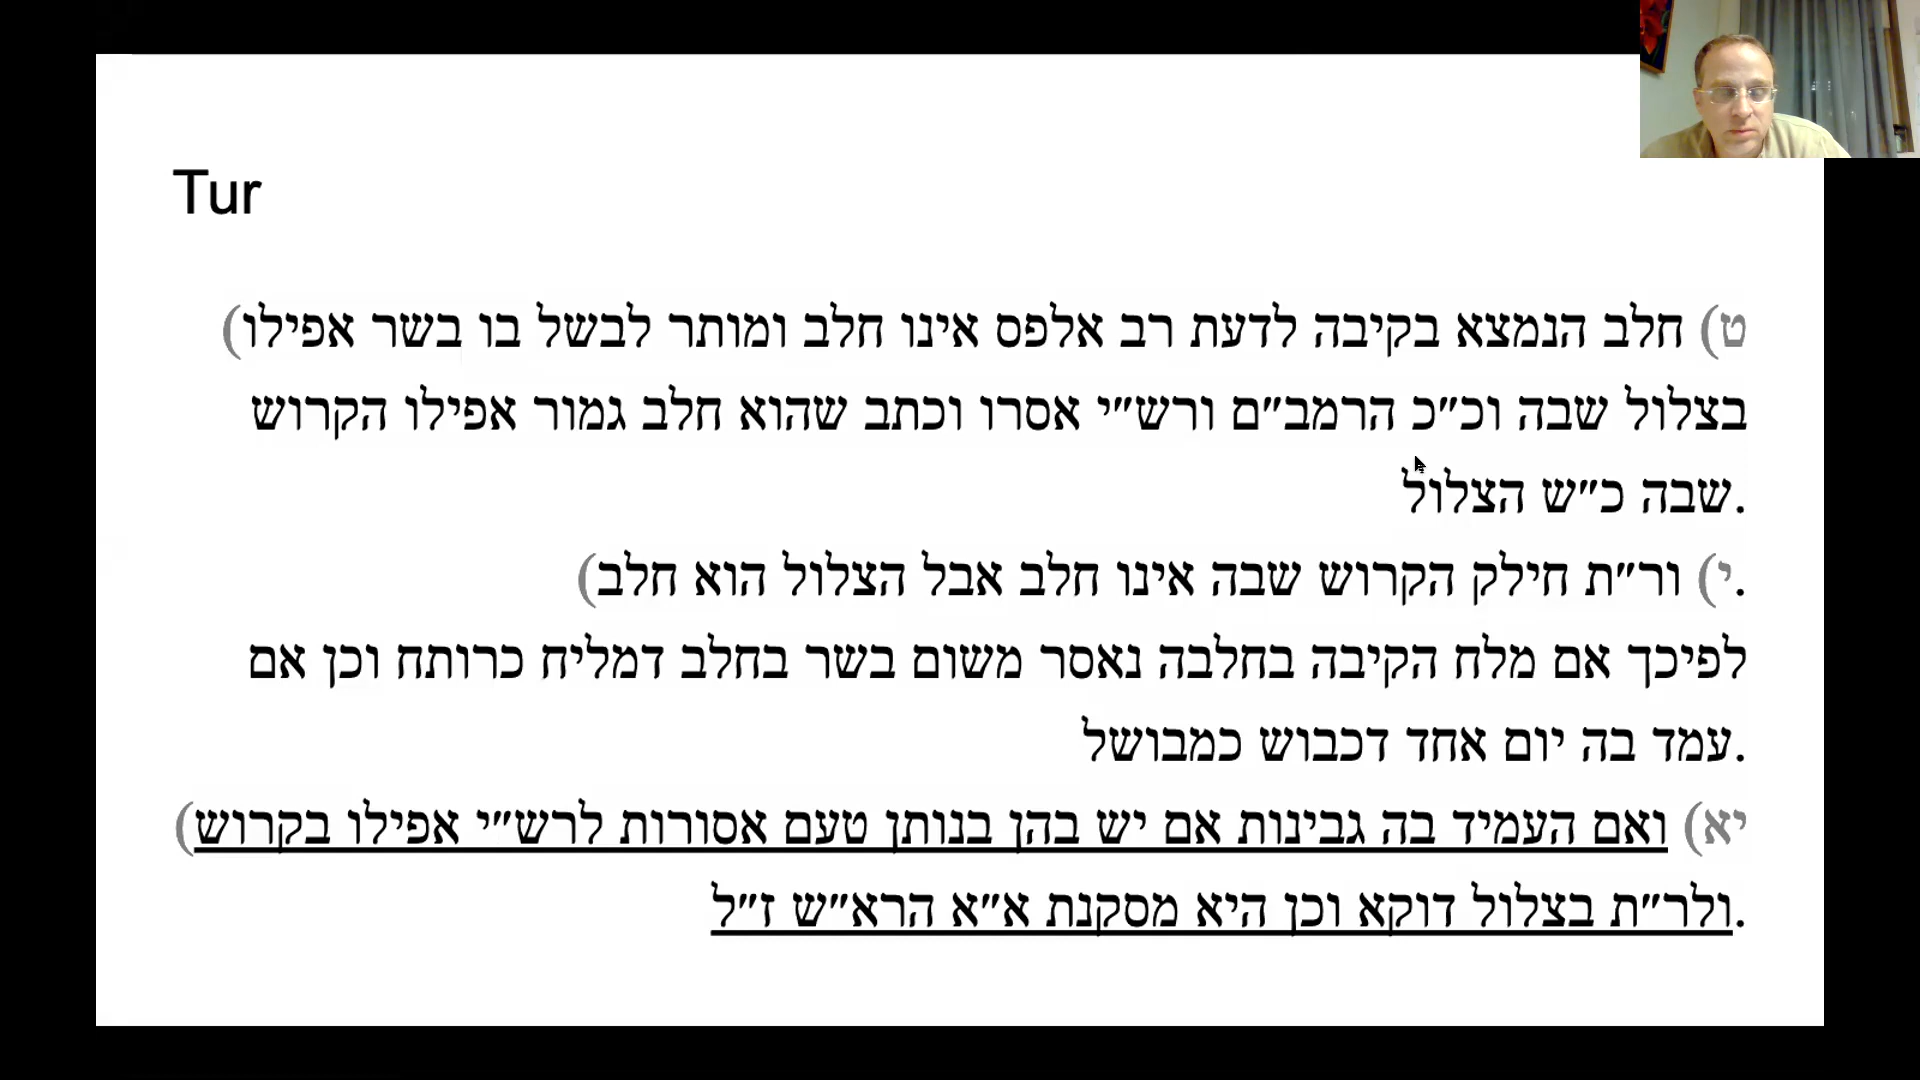 Tur
(ט) חלב הנמצא בקיבה לדעת רב אלפס אינו חלב ומותר לבשל בו בשר אפילו
בצלול שבה וכ״כ הרמב״ם ורש״י אסרו וכתב שהוא חלב גמור אפילו הקרוש
שבה כ״ש הצלול.
(י) ור״ת חילק הקרוש שבה אינו חלב אבל הצלול הוא חלב.
לפיכך אם מלח הקיבה בחלבה נאסר משום בשר בחלב דמליח כרותח וכן אם
עמד בה יום אחד דכבוש כמבושל.
(יא) ואם העמיד בה גבינות אם יש בהן בנותן טעם אסורות לרש״י אפילו בקרוש
ולר״ת בצלול דוקא וכן היא מסקנת א״א הרא״ש ז״ל.